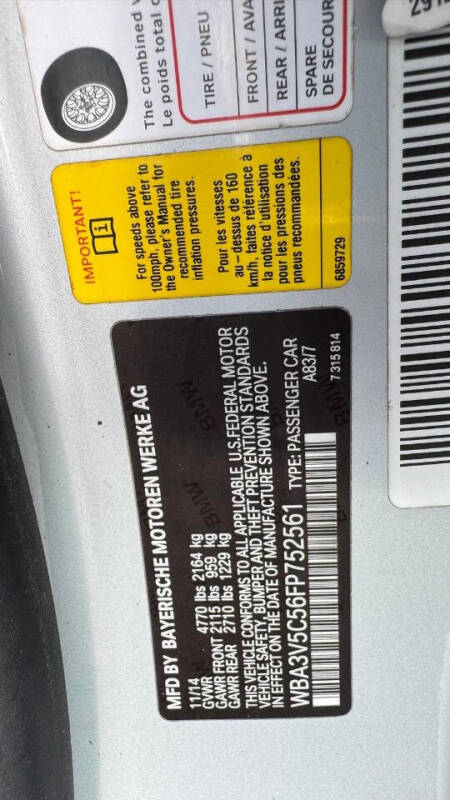 The combined
Le poids total
TIRE / PNEU
FRONT / AVA
REAR / ARRI
SPARE
DE SECOUR
IMPORTANT!
For speeds above
100mph, please refer to
the Owner's Manual for
recommended tire
inflation pressures.
Pour les vitesses
au-dessus de 160
km/h, faites référence à
la notice d'utilisation
pour les pressions des
pneus recommandées.
6859729
MFD BY BAYERISCHE MOTOREN WERKE AG
11/14
GVWR 4770 lbs 2164 kg
GAWR FRONT 2115 lbs 959 kg
GAWR REAR 2710 lbs 1229 kg
THIS VEHICLE CONFORMS TO ALL APPLICABLE U.S. FEDERAL MOTOR
VEHICLE SAFETY, BUMPER AND THEFT PREVENTION STANDARDS
IN EFFECT ON THE DATE OF MANUFACTURE SHOWN ABOVE.
WBA3V5C56FP752561 TYPE: PASSENGER CAR
A83/7
7315814
BMW
BMW
BMW
BMW